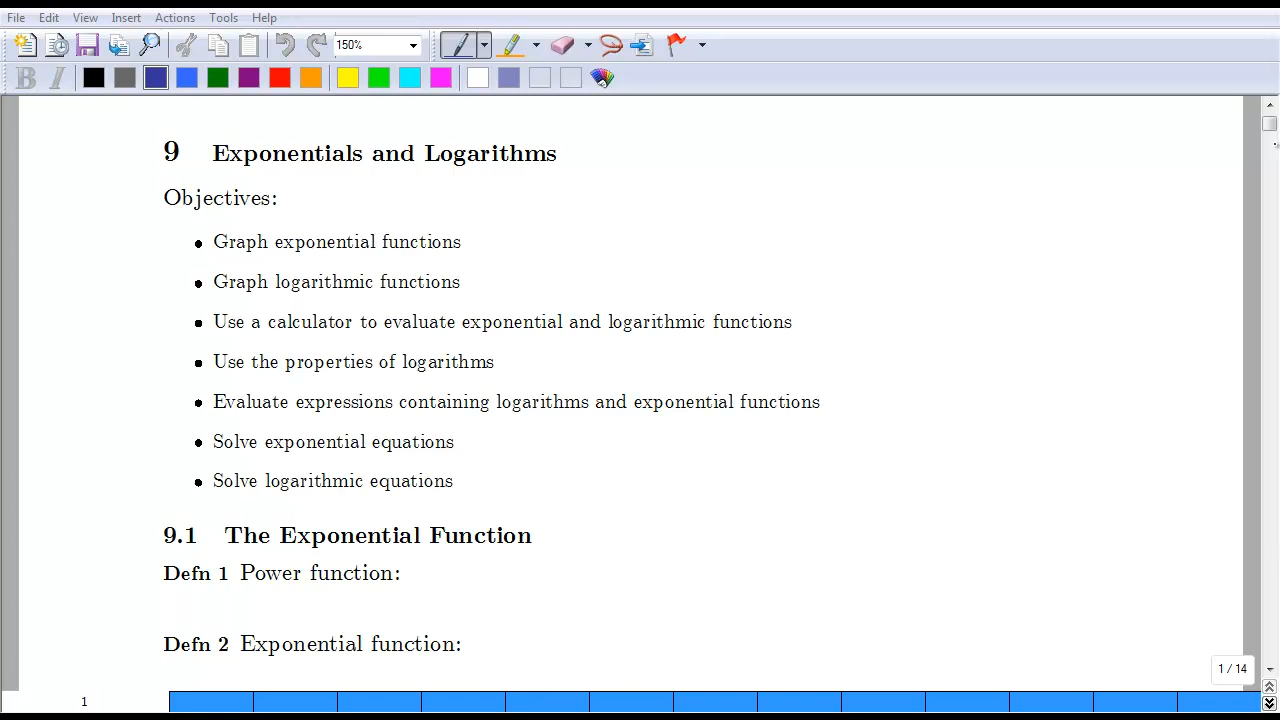 File Edit View Insert Actions Tools Help
150%
B I
9 Exponentials and Logarithms
Objectives:
• Graph exponential functions
• Graph logarithmic functions
• Use a calculator to evaluate exponential and logarithmic functions
• Use the properties of logarithms
• Evaluate expressions containing logarithms and exponential functions
• Solve exponential equations
• Solve logarithmic equations
9.1 The Exponential Function
Defn 1 Power function:
Defn 2 Exponential function:
1 / 14
1